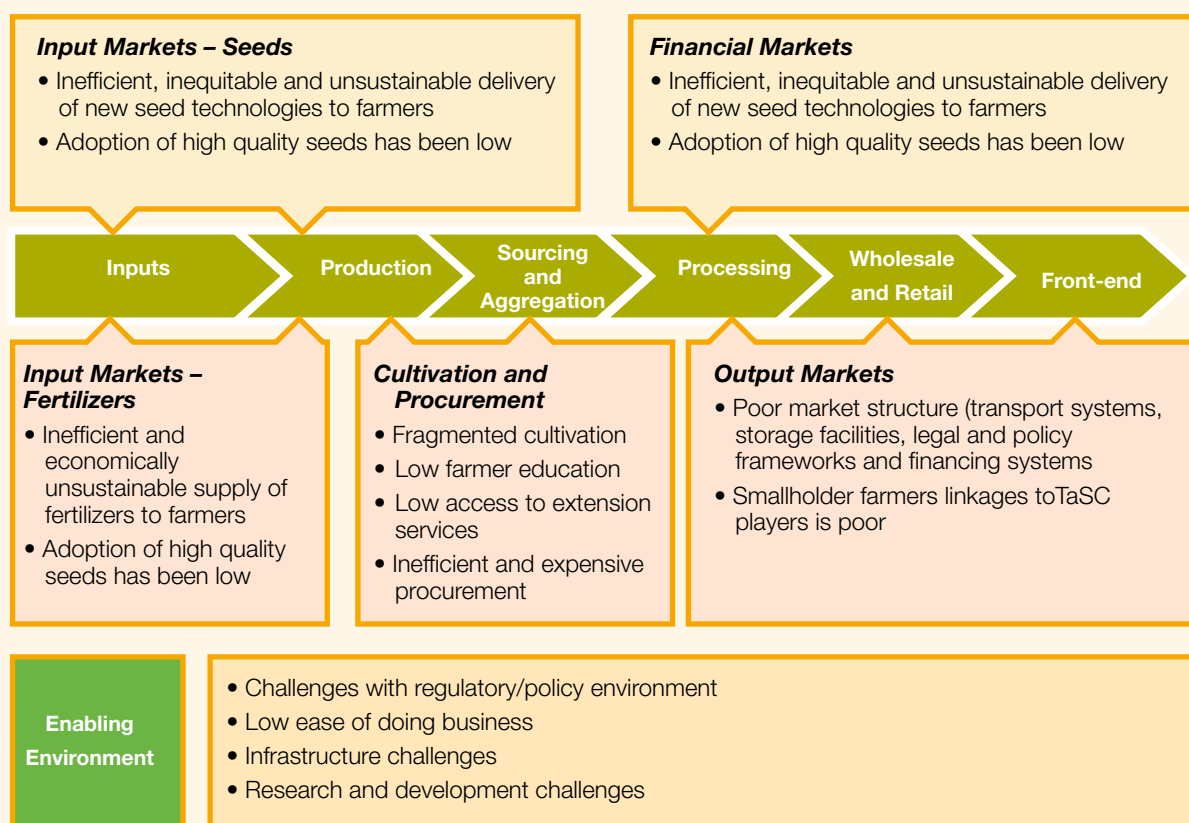 Input Markets – Seeds
• Inefficient, inequitable and unsustainable delivery
of new seed technologies to farmers
• Adoption of high quality seeds has been low
Financial Markets
• Inefficient, inequitable and unsustainable delivery
of new seed technologies to farmers
• Adoption of high quality seeds has been low
Inputs
Production
Sourcing
and
Aggregation
Processing
Wholesale
and Retail
Front-end
Input Markets –
Fertilizers
• Inefficient and
economically
unsustainable supply of
fertilizers to farmers
• Adoption of high quality
seeds has been low
Cultivation and
Procurement
• Fragmented cultivation
• Low farmer education
• Low access to extension
services
• Inefficient and expensive
procurement
Output Markets
• Poor market structure (transport systems,
storage facilities, legal and policy
frameworks and financing systems
• Smallholder farmers linkages toTaSC
players is poor
Enabling
Environment
• Challenges with regulatory/policy environment
• Low ease of doing business
• Infrastructure challenges
• Research and development challenges